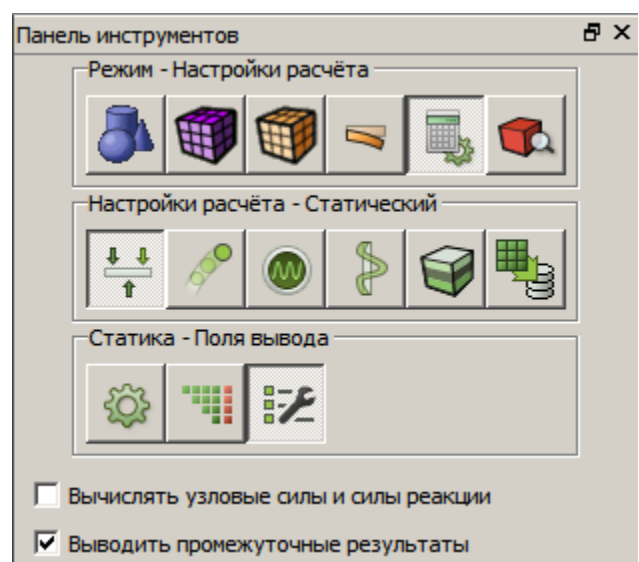 Панель инструментов
Режим - Настройки расчёта
Настройки расчёта - Статический
Статика - Поля вывода
Вычислять узловые силы и силы реакции
Выводить промежуточные результаты